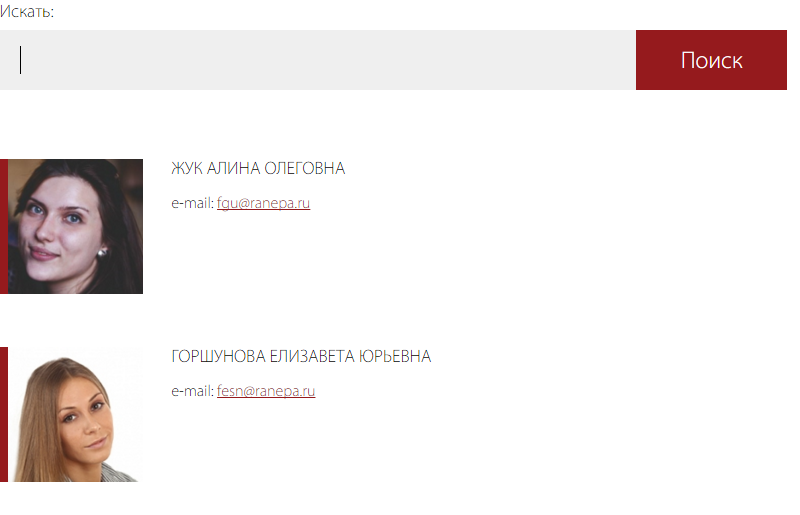 Искать:
Поиск
ЖУК АЛИНА ОЛЕГОВНА
e-mail: fgu@ranepa.ru
ГОРШУНОВА ЕЛИЗАВЕТА ЮРЬЕВНА
e-mail: fesn@ranepa.ru